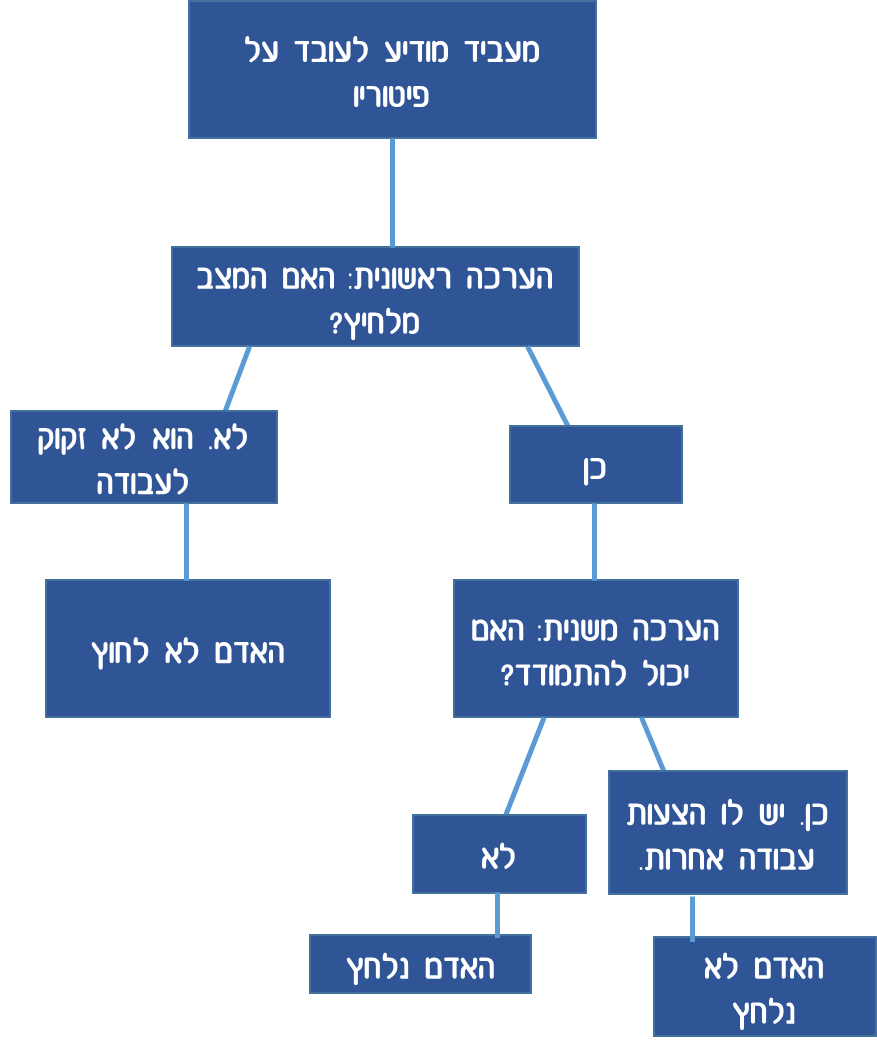 מעביד מודיע לעובד על
פיטוריו
הערכה ראשונית: האם המצב
מלחיץ?
לא. הוא לא זקוק
לעבודה
כן
האדם לא לחוץ
הערכה משנית: האם
יכול להתמודד?
כן. יש לו הצעות
עבודה אחרות.
לא
האדם נלחץ
האדם לא
נלחץ